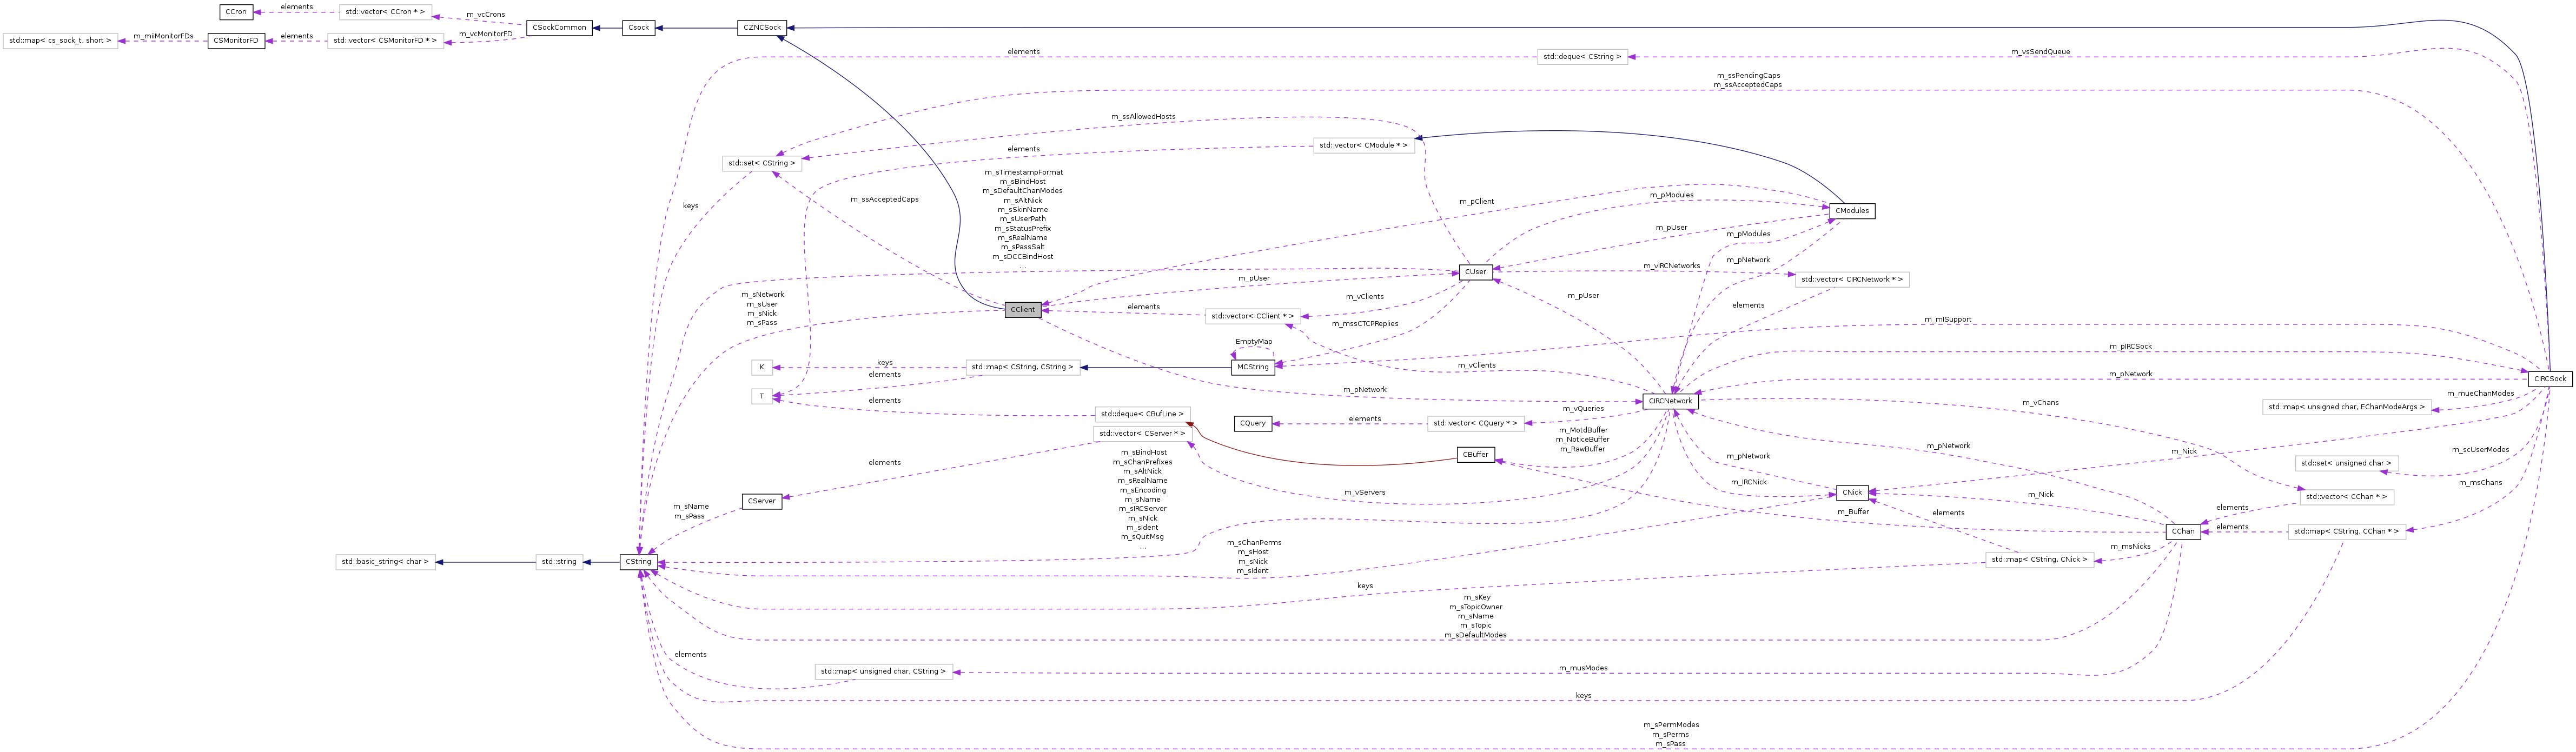 CCron
elements
std::vector< CCron * >
m_vcCrons
std::map< cs_sock_t, short >
m_miiMonitorFDs
CSMonitorFD
elements
std::vector< CSMonitorFD * >
m_vcMonitorFD
CSockCommon
Csock
CZNCSock
elements
std::deque< CString >
m_vsSendQueue
m_ssPendingCaps
m_ssAcceptedCaps
m_ssAllowedHosts
std::vector< CModule * >
elements
std::set< CString >
keys
m_ssAcceptedCaps
m_sTimestampFormat
m_sBindHost
m_sDefaultChanModes
m_sAltNick
m_sSkinName
m_sUserPath
m_sStatusPrefix
m_sRealName
m_sPassSalt
m_sDCCBindHost
...
m_pClient
m_pModules
CModules
m_pUser
m_pModules
m_pNetwork
CUser
m_vIRCNetworks
std::vector< CIRCNetwork * >
m_pUser
m_pUser
elements
m_sNetwork
m_sUser
m_sNick
m_sPass
CClient
elements
std::vector< CClient * >
m_vClients
m_mssCTCPReplies
m_mISupport
EmptyMap
K
keys
std::map< CString, CString >
MCString
m_vClients
m_pIRCSock
T
elements
m_pNetwork
m_pNetwork
CIRCSock
CIRCNetwork
m_vChans
m_mueChanModes
std::map< unsigned char, EChanModeArgs >
elements
std::deque< CBufLine >
CQuery
elements
std::vector< CQuery * >
m_vQueries
std::vector< CServer * >
m_MotdBuffer
m_NoticeBuffer
m_RawBuffer
CBuffer
m_pNetwork
m_Nick
m_scUserModes
std::set< unsigned char >
elements
m_sBindHost
m_sChanPrefixes
m_sAltNick
m_sRealName
m_sEncoding
m_sName
m_sIRCServer
m_sNick
m_sIdent
m_sQuitMsg
...
m_pNetwork
m_IRCNick
m_vServers
CNick
m_Nick
m_msChans
std::vector< CChan * >
CServer
m_sName
m_sPass
m_Buffer
elements
elements
CChan
elements
std::map< CString, CChan * >
m_sChanPerms
m_sHost
m_sNick
m_sIdent
m_msNicks
std::map< CString, CNick >
std::basic_string< char >
std::string
CString
keys
m_sKey
m_sTopicOwner
m_sName
m_sTopic
m_sDefaultModes
elements
std::map< unsigned char, CString >
m_musModes
keys
m_sPermModes
m_sPerms
m_sPass